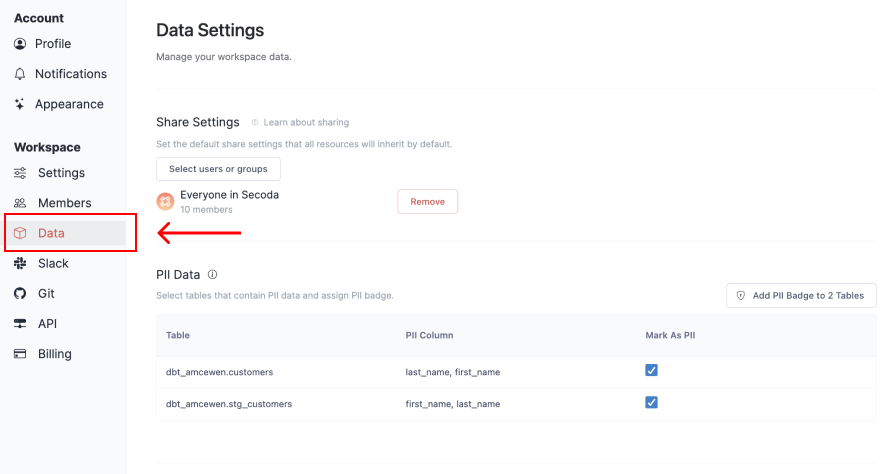 Account
Profile
Notifications
Appearance
Workspace
Settings
Members
Data
Slack
Git
API
Billing
Data Settings
Manage your workspace data.
Share Settings Learn about sharing
Set the default share settings that all resources will inherit by default.
Select users or groups
Everyone in Secoda
10 members
Remove
PII Data
Select tables that contain PII data and assign PII badge.
Add PII Badge to 2 Tables
Table PII Column Mark As PII
dbt_amcewen.customers last_name, first_name
dbt_amcewen.stg_customers first_name, last_name